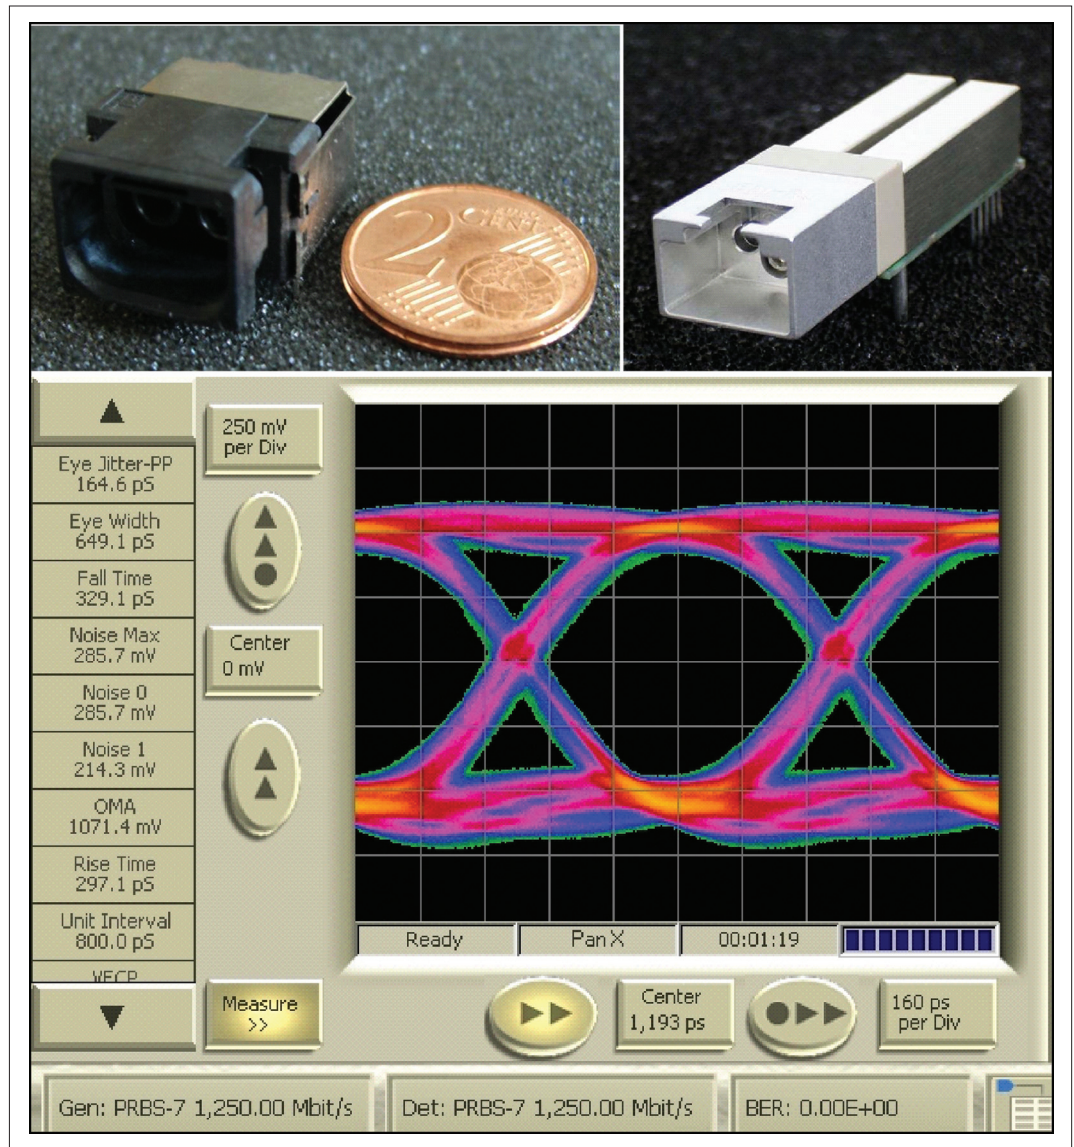 2 CENT
250 mV
per Div
Eye Jitter-PP
164.6 pS
Eye Width
649.1 pS
Fall Time
329.1 pS
Noise Max
285.7 mV
Center
0 mV
Noise 0
285.7 mV
Noise 1
214.3 mV
OMA
1071.4 mV
Rise Time
297.1 pS
Unit Interval
800.0 pS
VECP
Ready
Pan X
00:01:19
Measure
>>
Center
1,193 ps
160 ps
per Div
Gen: PRBS-7 1,250.00 Mbit/s
Det: PRBS-7 1,250.00 Mbit/s
BER: 0.00E+00